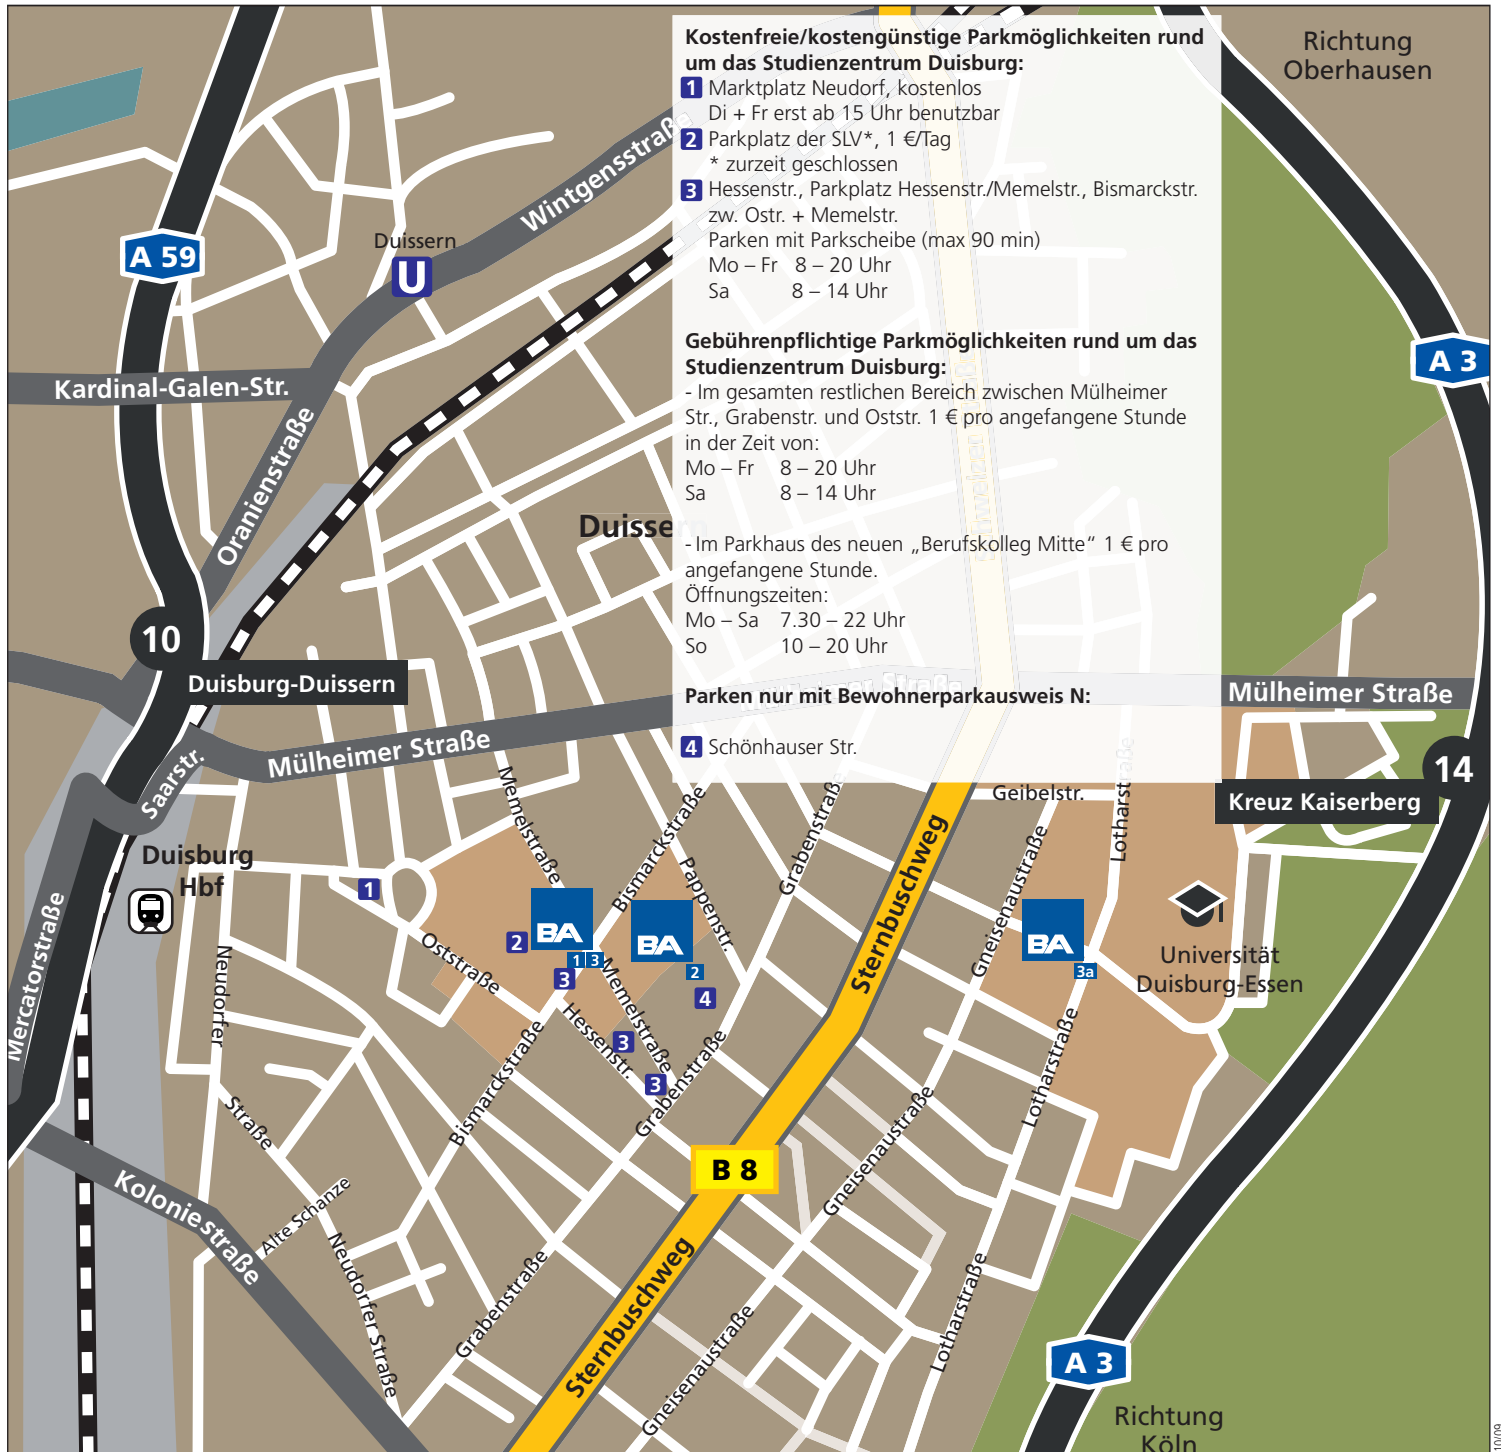 Kostenfreie/kostengünstige Parkmöglichkeiten rund
um das Studienzentrum Duisburg:
1 Marktplatz Neudorf, kostenlos
Di + Fr erst ab 15 Uhr benutzbar
2 Parkplatz der SLV*, 1 €/Tag
* zurzeit geschlossen
3 Hessenstr., Parkplatz Hessenstr./Memelstr., Bismarckstr.
zw. Ostr. + Memelstr.
Parken mit Parkscheibe (max 90 min)
Mo – Fr 8 – 20 Uhr
Sa 8 – 14 Uhr
Gebührenpflichtige Parkmöglichkeiten rund um das
Studienzentrum Duisburg:
- Im gesamten restlichen Bereich zwischen Mülheimer
Str., Grabenstr. und Oststr. 1 € pro angefangene Stunde
in der Zeit von:
Mo – Fr 8 – 20 Uhr
Sa 8 – 14 Uhr
- Im Parkhaus des neuen „Berufskolleg Mitte“ 1 € pro
angefangene Stunde.
Öffnungszeiten:
Mo – Sa 7.30 – 22 Uhr
So 10 – 20 Uhr
Parken nur mit Bewohnerparkausweis N:
4 Schönhauser Str.
Richtung
Oberhausen
Wintgensstraße
Duissern
U
A 59
A 3
Kardinal-Galen-Str.
Oranienstraße
Duissern
10
Duisburg-Duissern
Mülheimer Straße
Mülheimer Straße
Mülheimer Straße
Saarstr.
14
Kreuz Kaiserberg
Geibelstr.
Lotharstraße
Memelstraße
Bismarckstraße
Pappenstr.
Grabenstraße
Sternbuschweg
Gneisenaustraße
Duisburg
Hbf
1
Mercatorstraße
Neudorfer
Oststraße
2
BA
1 3
3
BA
2
4
BA
3a
Universität
Duisburg-Essen
Memelstraße
Hessenstr.
3
3
Grabenstraße
Bismarckstraße
Lotharstraße
Gneisenaustraße
Straße
B 8
Koloniestraße
Alte Schanze
Neudorfer Straße
Grabenstraße
Sternbuschweg
Gneisenaustraße
Lotharstraße
A 3
Richtung
Köln
10/09